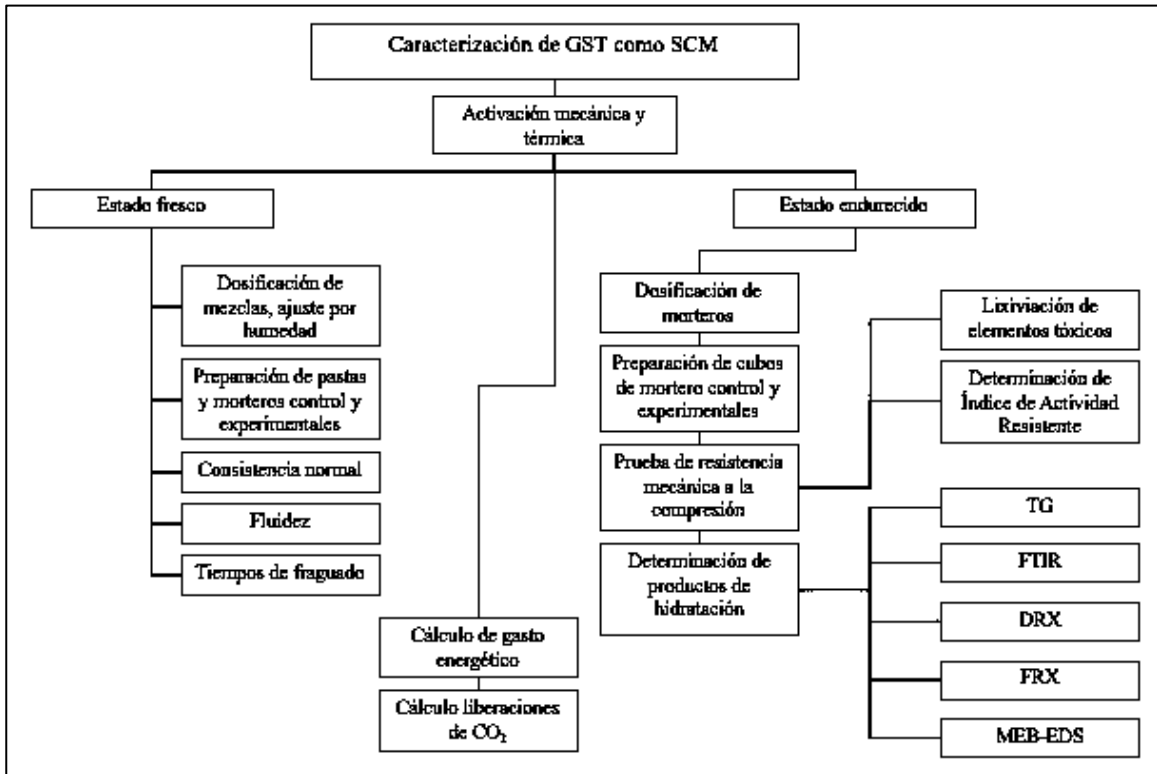 Caracterización de GST como SCM
Activación mecánica y
térmica
Estado fresco
Dosificación de
mezclas, ajuste por
humedad
Preparación de pastas
y morteros control y
experimentales
Consistencia normal
Fluidez
Tiempos de fraguado
Cálculo de gasto
energético
Cálculo liberaciones
de CO₂
Estado endurecido
Dosificación de
morteros
Preparación de cubos
de mortero control y
experimentales
Prueba de resistencia
mecánica a la
compresión
Determinación de
productos de
hidratación
Lixiviación de
elementos tóxicos
Determinación de
Índice de Actividad
Resistente
TG
FTIR
DRX
FRX
MEB-EDS